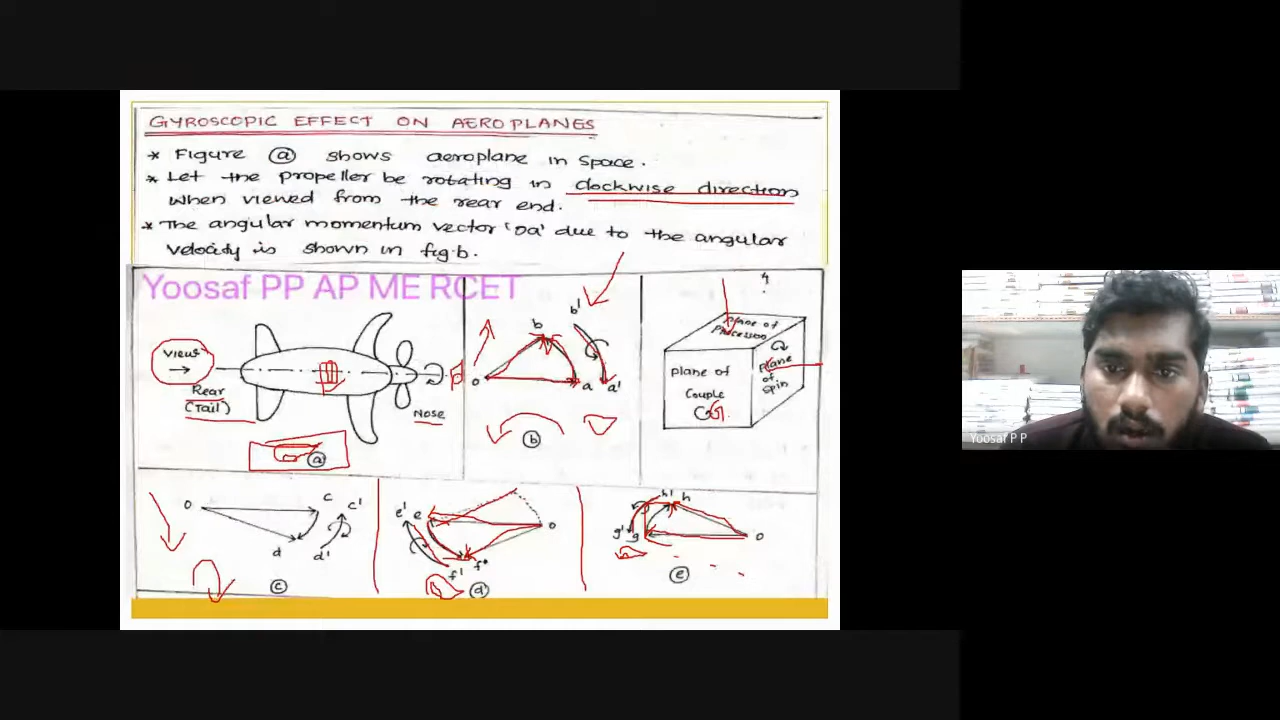 GYROSCOPIC EFFECT ON AEROPLANES
* Figure ⓐ shows aeroplane in space.
* Let the propeller be rotating in clockwise direction
when viewed from the rear end.
* The angular momentum vector 'oa' due to the angular
velocity is shown in fig.b.
Yoosaf PP AP ME RCET
View
Rear
(Tail)
Nose
a
o
b
b'
a
a'
b
4
Plane of
Precession
Plane of
Couple
G
Plane
of
Spin
o
c
c'
d
d'
c
e'
e
o
f'
f
d
h'
h
g'
g
o
e
Yoosaf P P